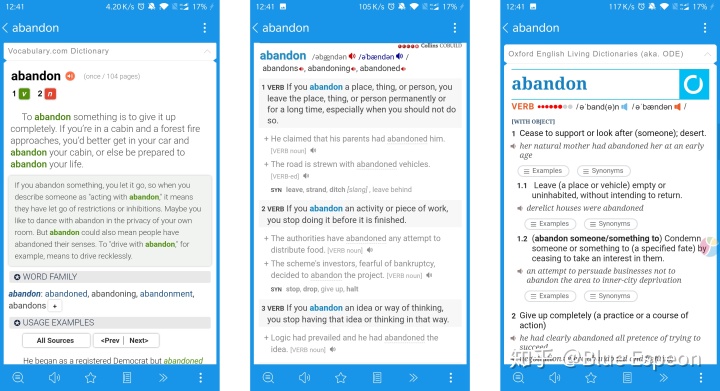 12:41
4.20 K/s
17%
abandon
Vocabulary.com Dictionary
abandon
(once / 104 pages)
1 v 2 n
To abandon something is to give it up
completely. If you're in a cabin and a forest fire
approaches, you'd better get in your car and
abandon your cabin, or else be prepared to
abandon your life.
If you abandon something, you let it go, so when you
describe someone as "acting with abandon," it means
they have let go of restrictions or inhibitions. Maybe you
like to dance with abandon in the privacy of your own
room. But abandon could also mean people have
abandoned their senses. To "drive with abandon," for
example, means to drive recklessly.
WORD FAMILY
abandon: abandoned, abandoning, abandonment,
abandons +
USAGE EXAMPLES
All Sources <Prev | Next>
He began as a registered Democrat but abandoned
12:41
105 K/s
17%
abandon
Collins COBUILD
abandon /əbændən /əbændən/
abandons, abandoning, abandoned
1 VERB If you abandon a place, thing, or person, you
leave the place, thing, or person permanently or
for a long time, especially when you should not do
so.
+ He claimed that his parents had abandoned him.
[VERB noun]
+ The road is strewn with abandoned vehicles.
[VERB-ed]
SYN leave, strand, ditch [slang] , leave behind
2 VERB If you abandon an activity or piece of work,
you stop doing it before it is finished.
+ The authorities have abandoned any attempt to
distribute food. [VERB noun]
+ The scheme's investors, fearful of bankruptcy,
decided to abandon the project. [VERB noun]
SYN stop, drop, give up, halt
3 VERB If you abandon an idea or way of thinking,
you stop having that idea or thinking in that way.
+ Logic had prevailed and he had abandoned the
idea. [VERB noun]
12:41
117 K/s
17%
abandon
Oxford English Living Dictionaries (aka. ODE)
abandon
VERB /əˈband(ə)n /əˈbændən /
[WITH OBJECT]
1 Cease to support or look after (someone); desert.
her natural mother had abandoned her at an early
age
Examples Synonyms
1.1 Leave (a place or vehicle) empty or
uninhabited, without intending to return.
derelict houses were abandoned
Examples Synonyms
1.2 (abandon someone/something to) Condemn
someone or something to (a specified fate) by
ceasing to take an interest in them.
an attempt to persuade businesses not to
abandon the area to inner-city deprivation
Examples Synonyms
2 Give up completely (a practice or a course of
action)
he had clearly abandoned all pretence of trying to
succeed
知乎 @BlueEspeon